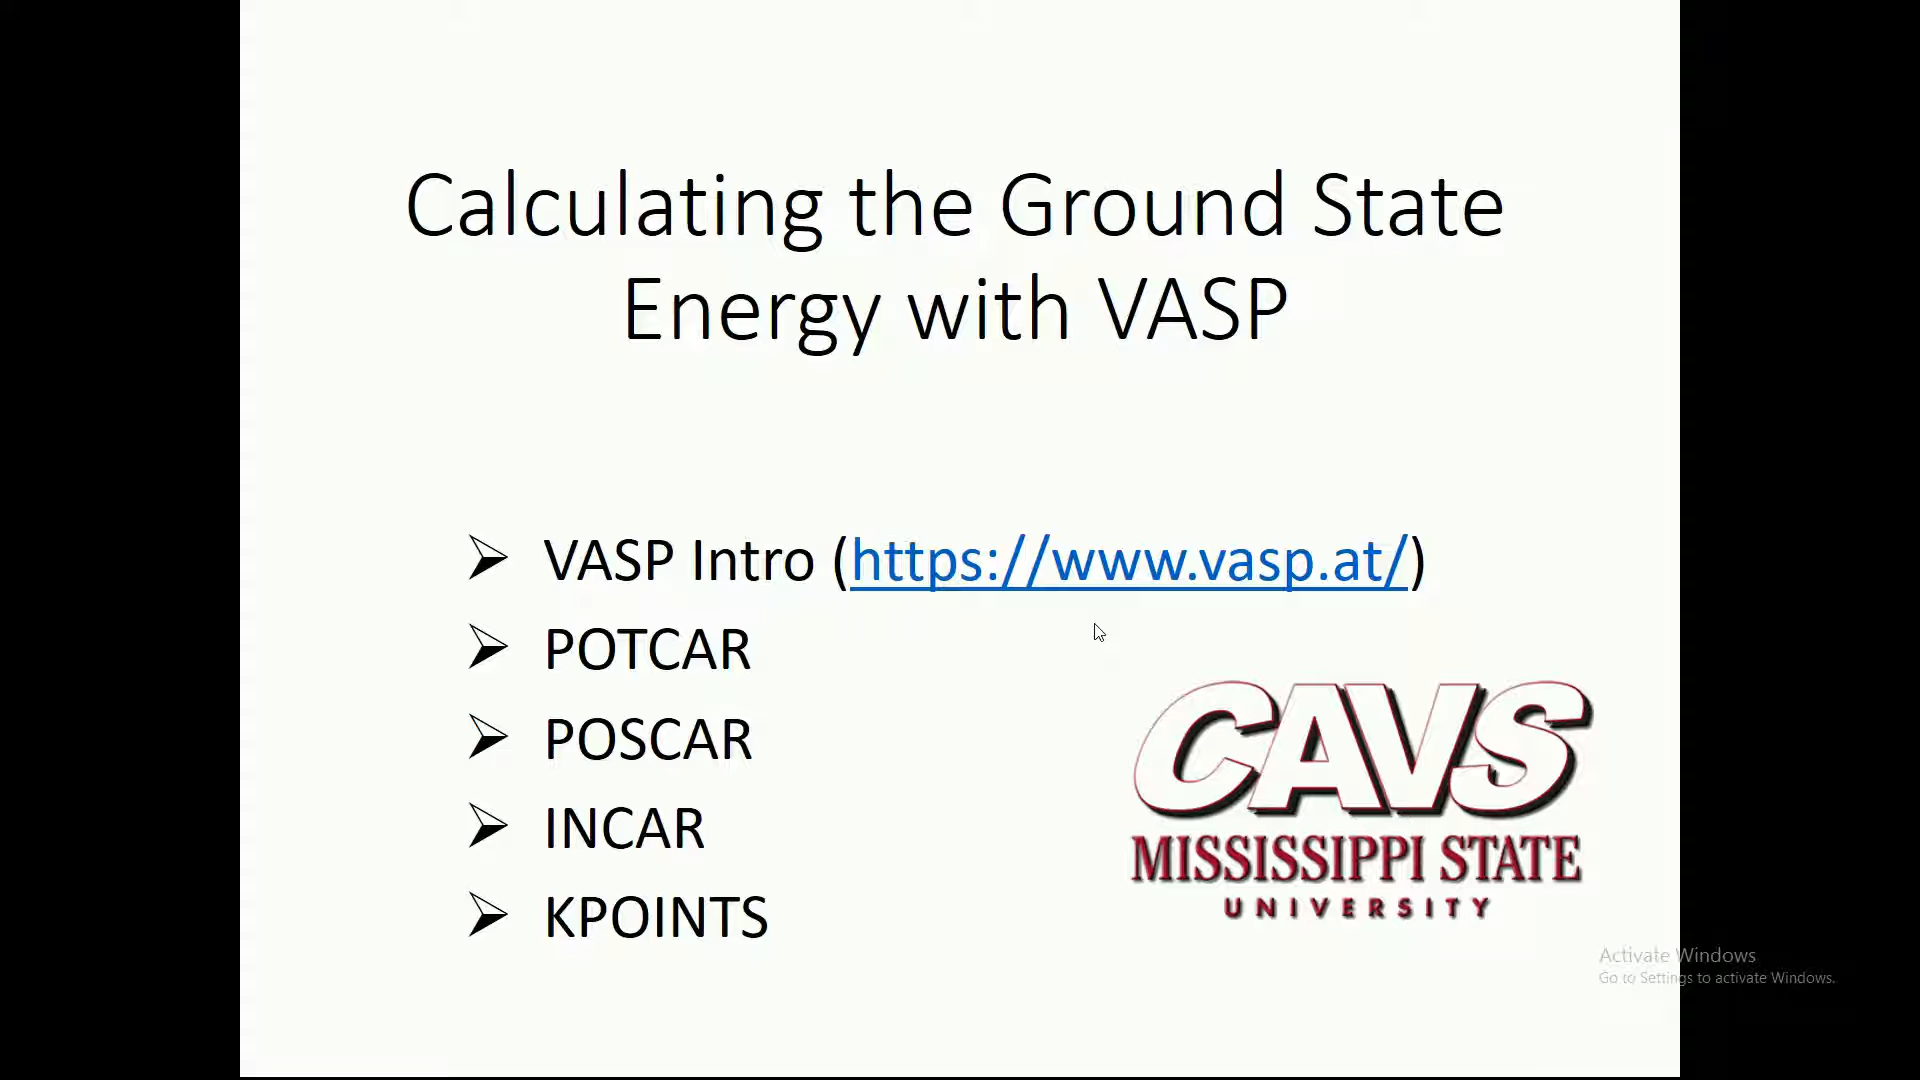 Calculating the Ground State
Energy with VASP
VASP Intro (https://www.vasp.at/)
POTCAR
POSCAR
INCAR
KPOINTS
CAVS
MISSISSIPPI STATE
UNIVERSITY
Activate Windows
Go to Settings to activate Windows.